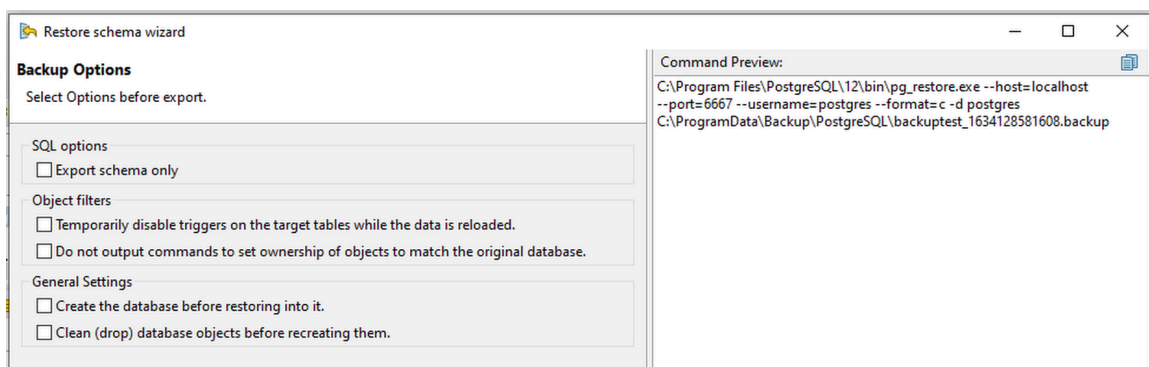 Restore schema wizard
Backup Options
Select Options before export.
SQL options
Export schema only
Object filters
Temporarily disable triggers on the target tables while the data is reloaded.
Do not output commands to set ownership of objects to match the original database.
General Settings
Create the database before restoring into it.
Clean (drop) database objects before recreating them.
Command Preview:
C:\Program Files\PostgreSQL\12\bin\pg_restore.exe --host=localhost
--port=6667 --username=postgres --format=c -d postgres
C:\ProgramData\Backup\PostgreSQL\backuptest_1634128581608.backup